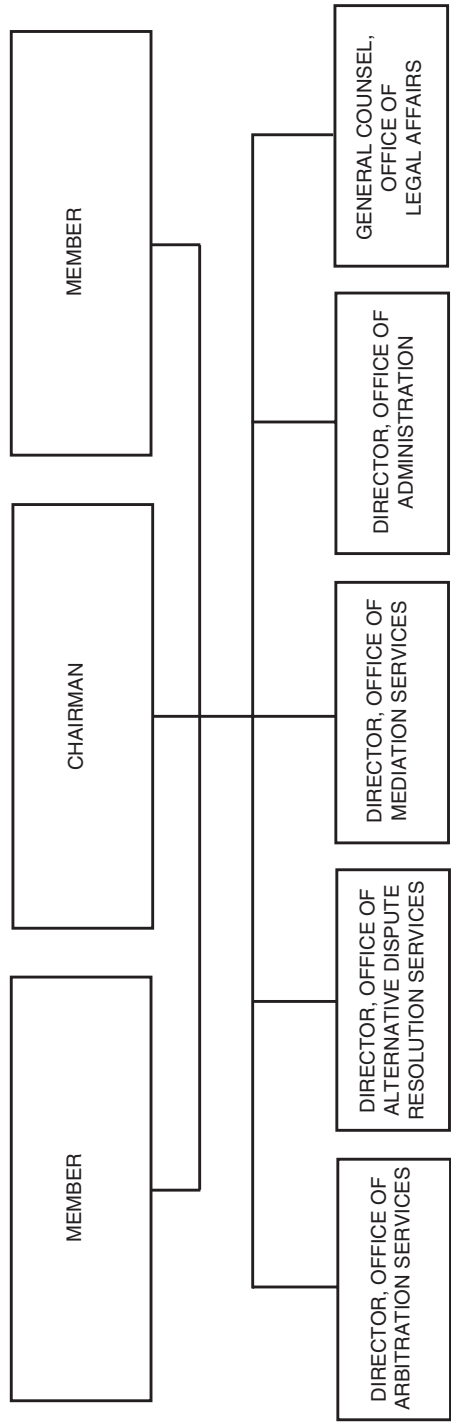 MEMBER
CHAIRMAN
MEMBER
DIRECTOR, OFFICE OF
ARBITRATION SERVICES
DIRECTOR, OFFICE OF
ALTERNATIVE DISPUTE
RESOLUTION SERVICES
DIRECTOR, OFFICE OF
MEDIATION SERVICES
DIRECTOR, OFFICE OF
ADMINISTRATION
GENERAL COUNSEL,
OFFICE OF
LEGAL AFFAIRS